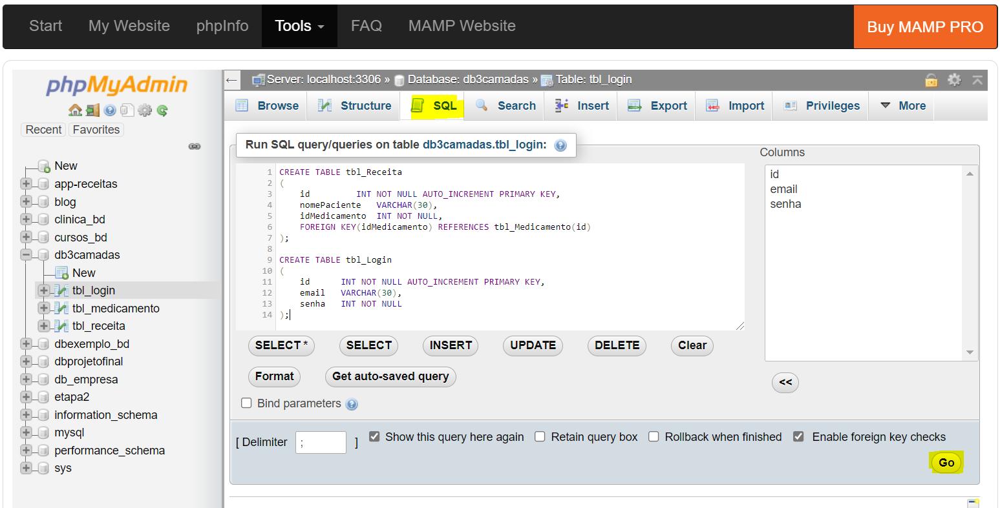 Start My Website phpInfo Tools FAQ MAMP Website Buy MAMP PRO
phpMyAdmin
Recent Favorites
New
app-receitas
blog
clinica_bd
cursos_bd
db3camadas
New
tbl_login
tbl_medicamento
tbl_receita
dbexemplo_bd
dbprojetofinal
db_empresa
etapa2
information_schema
mysql
performance_schema
sys
← Server: localhost:3306 » Database: db3camadas » Table: tbl_login
Browse Structure SQL Search Insert Export Import Privileges More
Run SQL query/queries on table db3camadas.tbl_login:
1 CREATE TABLE tbl_Receita
2 (
3 id INT NOT NULL AUTO_INCREMENT PRIMARY KEY,
4 nomePaciente VARCHAR(30),
5 idMedicamento INT NOT NULL,
6 FOREIGN KEY(idMedicamento) REFERENCES tbl_Medicamento(id)
7 );
8
9 CREATE TABLE tbl_Login
10 (
11 id INT NOT NULL AUTO_INCREMENT PRIMARY KEY,
12 email VARCHAR(30),
13 senha INT NOT NULL
14 );
Columns
id
email
senha
SELECT * SELECT INSERT UPDATE DELETE Clear
Format Get auto-saved query
<<
Bind parameters
[ Delimiter ; ] Show this query here again Retain query box Rollback when finished Enable foreign key checks
Go